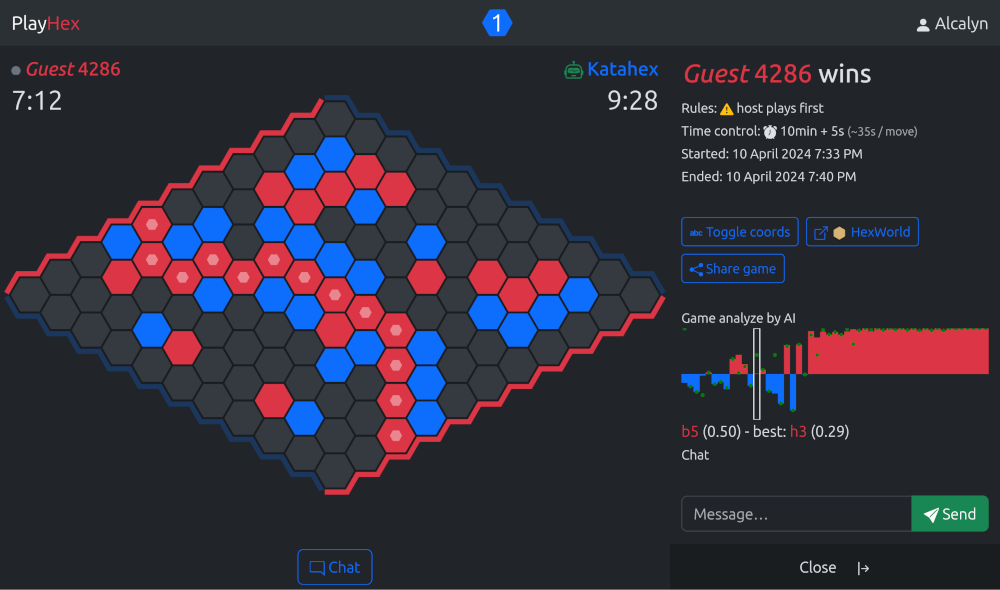 PlayHex
1
Alcalyn
Guest 4286
7:12
Katahex
9:28
Guest 4286 wins
Rules: ⚠ host plays first
Time control: 10min + 5s (~35s / move)
Started: 10 April 2024 7:33 PM
Ended: 10 April 2024 7:40 PM
abc Toggle coords
HexWorld
Share game
Game analyze by AI
b5 (0.50) - best: h3 (0.29)
Chat
Message...
Send
Chat
Close